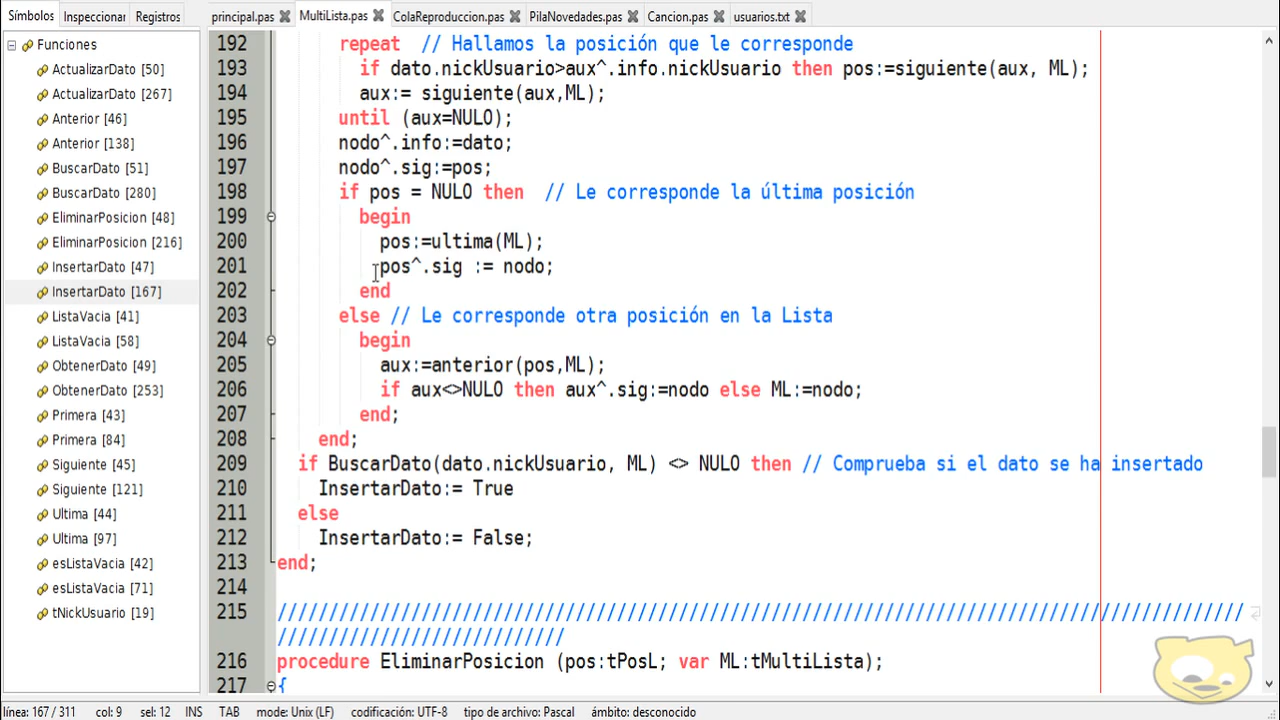 Símbolos Inspeccionar Registros principal.pas MultiLista.pas ColaReproduccion.pas PilaNovedades.pas Cancion.pas usuarios.txt
Funciones
ActualizarDato [50]
ActualizarDato [267]
Anterior [46]
Anterior [138]
BuscarDato [51]
BuscarDato [280]
EliminarPosicion [48]
EliminarPosicion [216]
InsertarDato [47]
InsertarDato [167]
ListaVacia [41]
ListaVacia [58]
ObtenerDato [49]
ObtenerDato [253]
Primera [43]
Primera [84]
Siguiente [45]
Siguiente [121]
Ultima [44]
Ultima [97]
esListaVacia [42]
esListaVacia [71]
tNickUsuario [19]
192 repeat // Hallamos la posición que le corresponde
193 if dato.nickUsuario>aux^.info.nickUsuario then pos:=siguiente(aux, ML);
194 aux:= siguiente(aux,ML);
195 until (aux=NULO);
196 nodo^.info:=dato;
197 nodo^.sig:=pos;
198 if pos = NULO then // Le corresponde la última posición
199 begin
200 pos:=ultima(ML);
201 pos^.sig := nodo;
202 end
203 else // Le corresponde otra posición en la Lista
204 begin
205 aux:=anterior(pos,ML);
206 if aux<>NULO then aux^.sig:=nodo else ML:=nodo;
207 end;
208 end;
209 if BuscarDato(dato.nickUsuario, ML) <> NULO then // Comprueba si el dato se ha insertado
210 InsertarDato:= True
211 else
212 InsertarDato:= False;
213 end;
214
215 //////////////////////////////////////////////////////////////////////////////////////////////
////////////////////////////
216 procedure EliminarPosicion (pos:tPosL; var ML:tMultiLista);
217 {
línea: 167 / 311 col: 9 sel: 12 INS TAB mode: Unix (LF) codificación: UTF-8 tipo de archivo: Pascal ámbito: desconocido